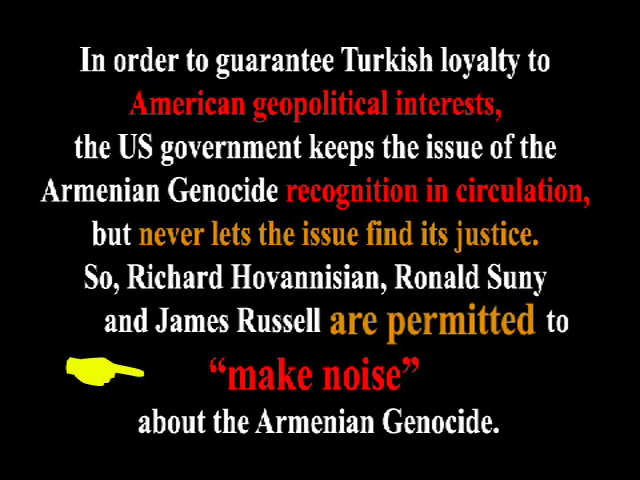 In order to guarantee Turkish loyalty to
American geopolitical interests,
the US government keeps the issue of the
Armenian Genocide recognition in circulation,
but never lets the issue find its justice.
So, Richard Hovannisian, Ronald Suny
and James Russell are permitted to
“make noise”
about the Armenian Genocide.